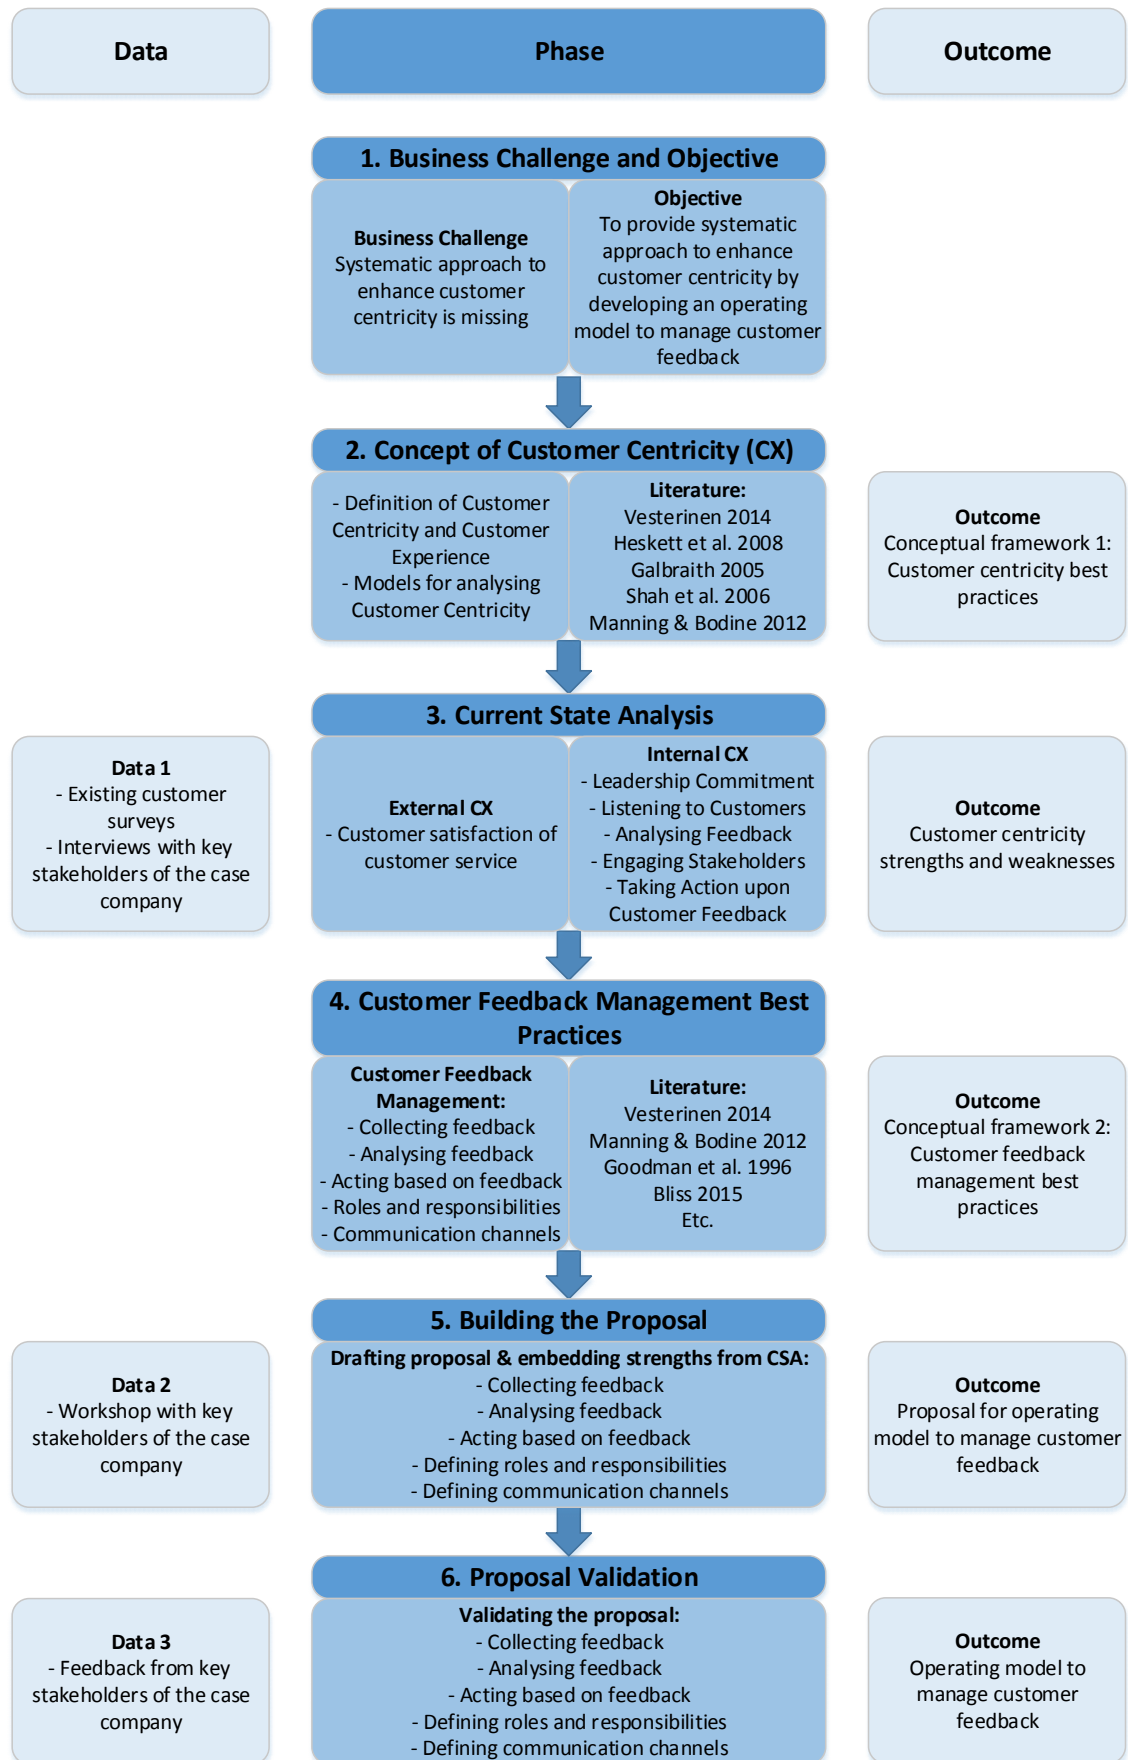 Data
Phase
Outcome
1. Business Challenge and Objective
Business Challenge
Systematic approach to
enhance customer
centricity is missing
Objective
To provide systematic
approach to enhance
customer centricity by
developing an operating
model to manage customer
feedback
2. Concept of Customer Centricity (CX)
- Definition of Customer
Centricity and Customer
Experience
- Models for analysing
Customer Centricity
Literature:
Vesterinen 2014
Heskett et al. 2008
Galbraith 2005
Shah et al. 2006
Manning & Bodine 2012
Outcome
Conceptual framework 1:
Customer centricity best
practices
3. Current State Analysis
Data 1
- Existing customer
surveys
- Interviews with key
stakeholders of the case
company
External CX
- Customer satisfaction of
customer service
Internal CX
- Leadership Commitment
- Listening to Customers
- Analysing Feedback
- Engaging Stakeholders
- Taking Action upon
Customer Feedback
Outcome
Customer centricity
strengths and weaknesses
4. Customer Feedback Management Best
Practices
Customer Feedback
Management:
- Collecting feedback
- Analysing feedback
- Acting based on feedback
- Roles and responsibilities
- Communication channels
Literature:
Vesterinen 2014
Manning & Bodine 2012
Goodman et al. 1996
Bliss 2015
Etc.
Outcome
Conceptual framework 2:
Customer feedback
management best
practices
5. Building the Proposal
Data 2
- Workshop with key
stakeholders of the case
company
Drafting proposal & embedding strengths from CSA:
- Collecting feedback
- Analysing feedback
- Acting based on feedback
- Defining roles and responsibilities
- Defining communication channels
Outcome
Proposal for operating
model to manage customer
feedback
6. Proposal Validation
Data 3
- Feedback from key
stakeholders of the case
company
Validating the proposal:
- Collecting feedback
- Analysing feedback
- Acting based on feedback
- Defining roles and responsibilities
- Defining communication channels
Outcome
Operating model to
manage customer
feedback